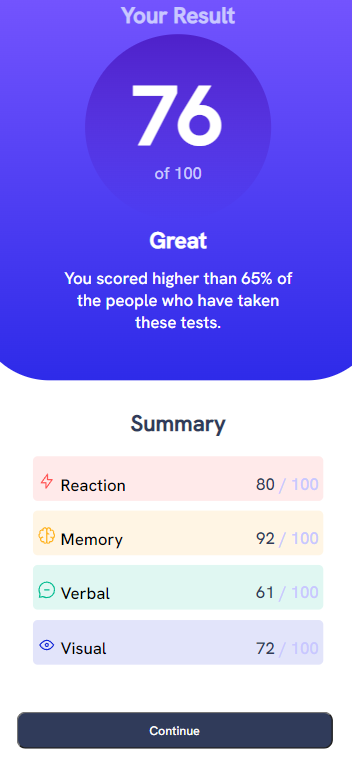 Your Result
76
of 100
Great
You scored higher than 65% of
the people who have taken
these tests.
Summary
Reaction 80 / 100
Memory 92 / 100
Verbal 61 / 100
Visual 72 / 100
Continue